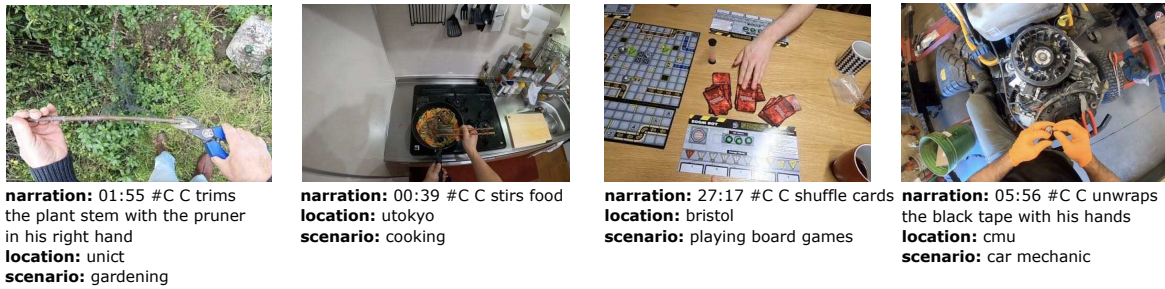 narration: 01:55 #C C trims
the plant stem with the pruner
in his right hand
location: unict
scenario: gardening
narration: 00:39 #C C stirs food
location: utokyo
scenario: cooking
narration: 27:17 #C C shuffle cards
location: bristol
scenario: playing board games
narration: 05:56 #C C unwraps
the black tape with his hands
location: cmu
scenario: car mechanic